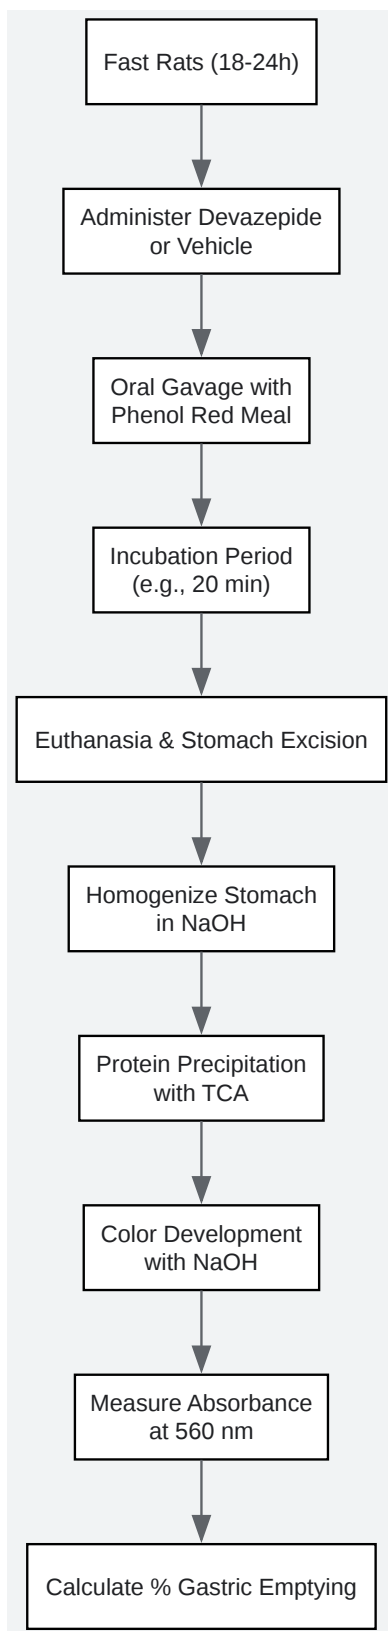 Fast Rats (18-24h)
Administer Devazepide
or Vehicle
Oral Gavage with
Phenol Red Meal
Incubation Period
(e.g., 20 min)
Euthanasia & Stomach Excision
Homogenize Stomach
in NaOH
Protein Precipitation
with TCA
Color Development
with NaOH
Measure Absorbance
at 560 nm
Calculate % Gastric Emptying